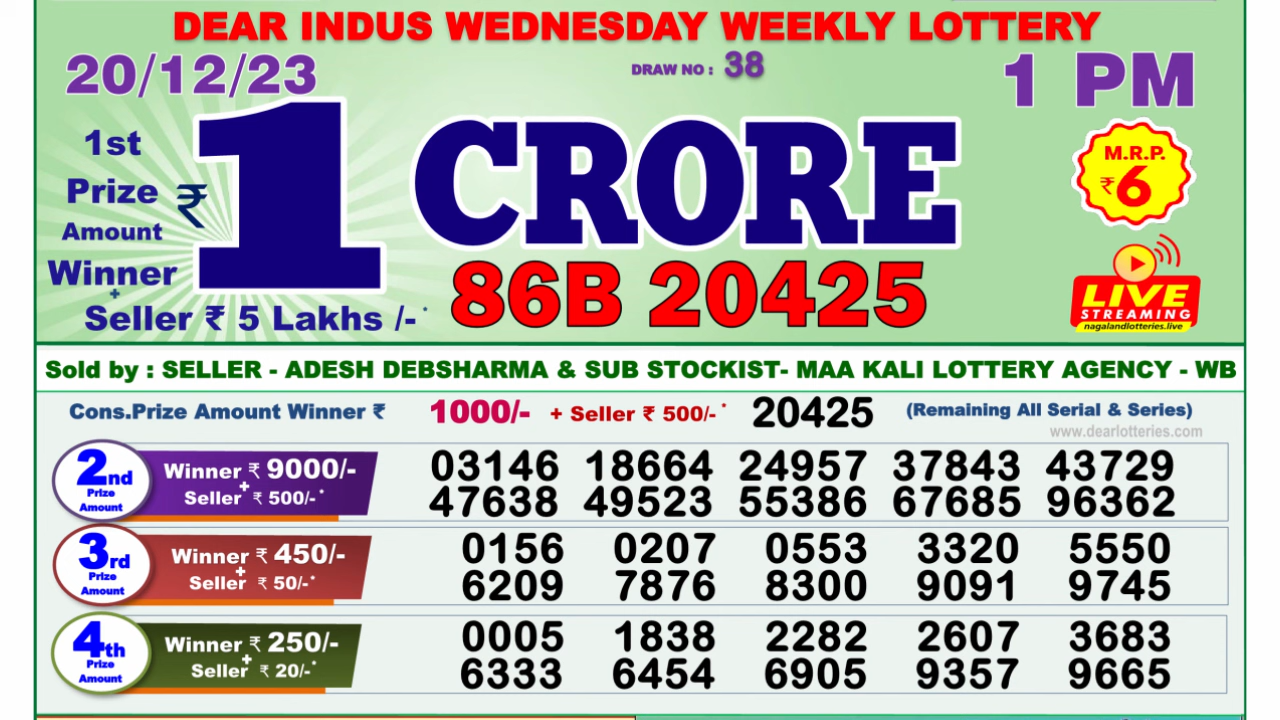 DEAR INDUS WEDNESDAY WEEKLY LOTTERY
20/12/23 DRAW NO : 38 1 PM
1st
Prize
Amount
Winner
₹ 1 CRORE
M.R.P.
₹6
86B 20425
+
Seller ₹ 5 Lakhs /-*
LIVE
STREAMING
nagalandlotteries.live
Sold by : SELLER - ADESH DEBSHARMA & SUB STOCKIST- MAA KALI LOTTERY AGENCY - WB
Cons.Prize Amount Winner ₹ 1000/- + Seller ₹ 500/-* 20425 (Remaining All Serial & Series)
www.dearlotteries.com
2nd
Prize
Amount
Winner ₹ 9000/-
+
Seller ₹ 500/-*
03146 18664 24957 37843 43729
47638 49523 55386 67685 96362
3rd
Prize
Amount
Winner ₹ 450/-
+
Seller ₹ 50/-*
0156 0207 0553 3320 5550
6209 7876 8300 9091 9745
4th
Prize
Amount
Winner ₹ 250/-
+
Seller ₹ 20/-*
0005 1838 2282 2607 3683
6333 6454 6905 9357 9665